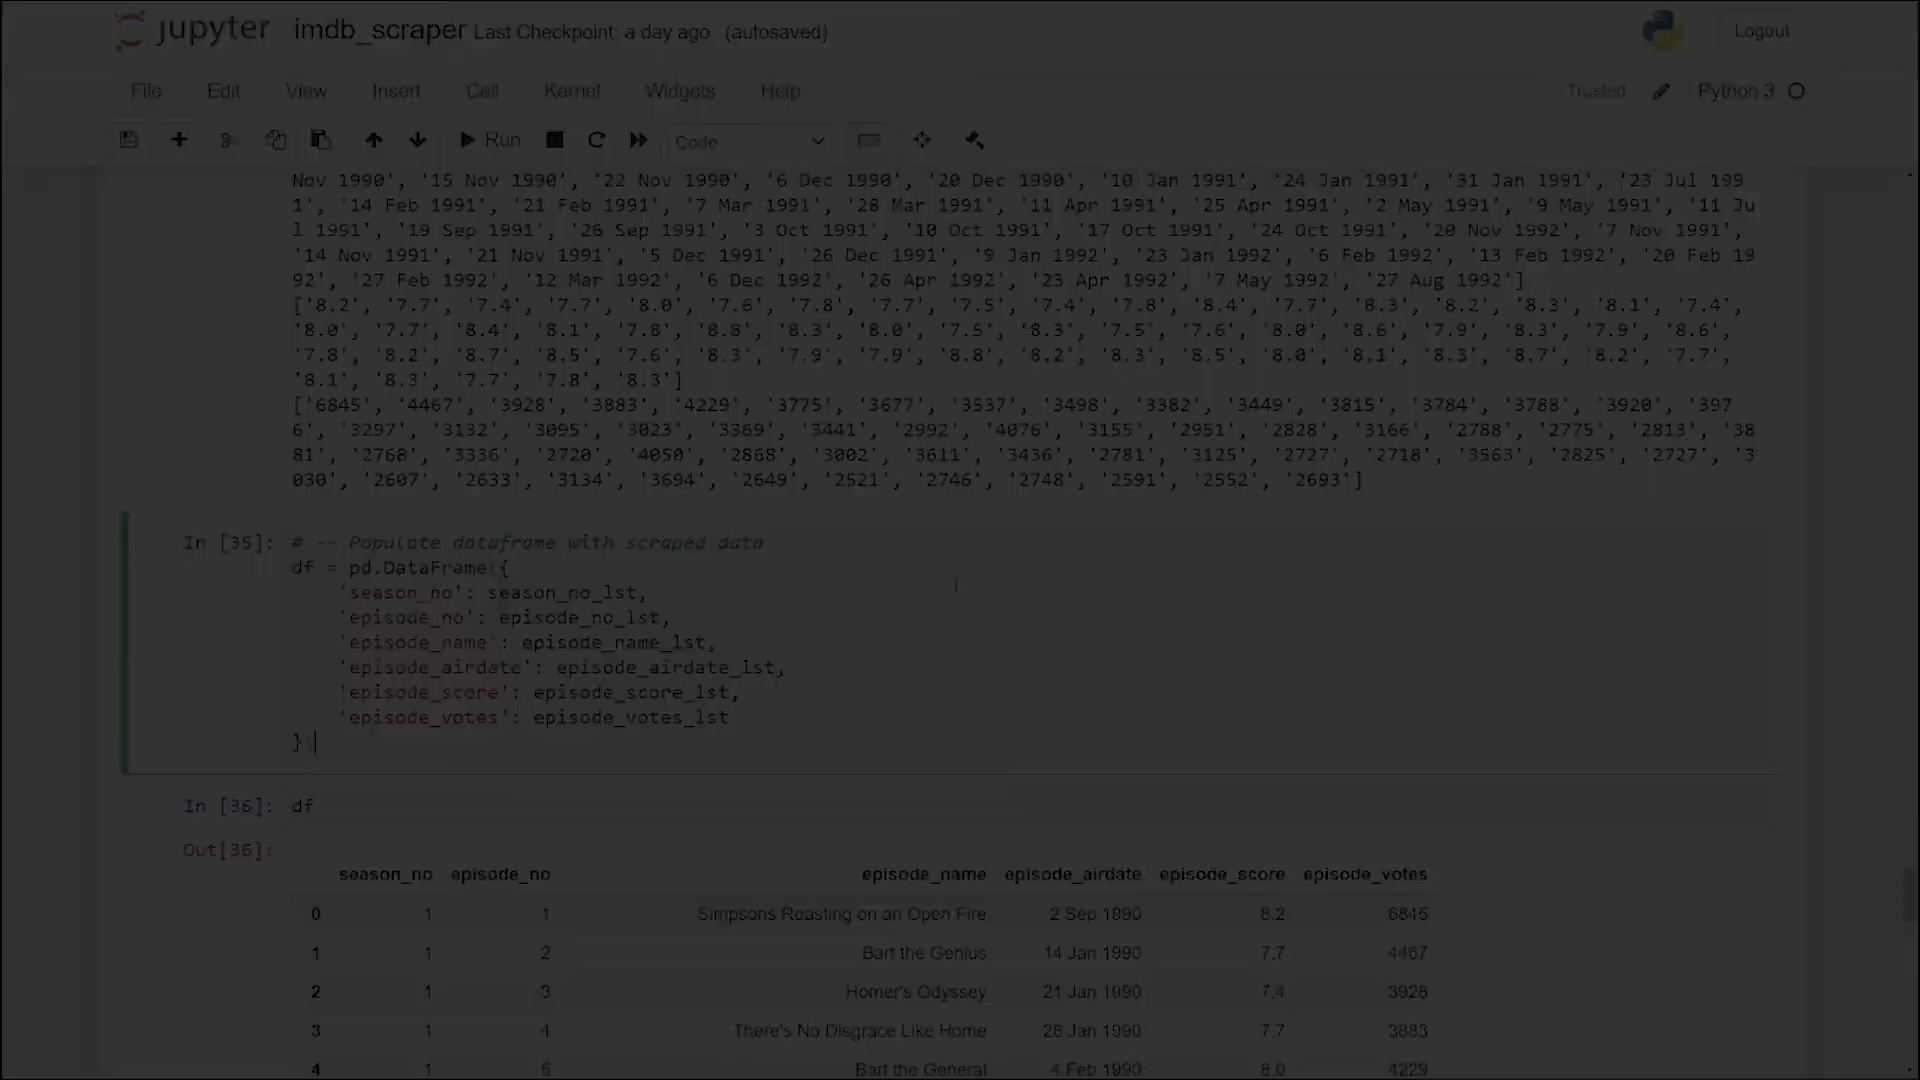 jupyter imdb_scraper Last Checkpoint: a day ago (autosaved) Logout
File Edit View Insert Cell Kernel Widgets Help Trusted Python 3
Run Code
Nov 1990', '15 Nov 1990', '22 Nov 1990', '6 Dec 1990', '20 Dec 1990', '10 Jan 1991', '24 Jan 1991', '31 Jan 1991', '23 Jul 199
1', '14 Feb 1991', '21 Feb 1991', '7 Mar 1991', '28 Mar 1991', '11 Apr 1991', '25 Apr 1991', '2 May 1991', '9 May 1991', '11 Ju
l 1991', '19 Sep 1991', '26 Sep 1991', '3 Oct 1991', '10 Oct 1991', '17 Oct 1991', '24 Oct 1991', '20 Nov 1992', '7 Nov 1991',
'14 Nov 1991', '21 Nov 1991', '5 Dec 1991', '26 Dec 1991', '9 Jan 1992', '23 Jan 1992', '6 Feb 1992', '13 Feb 1992', '20 Feb 19
92', '27 Feb 1992', '12 Mar 1992', '6 Dec 1992', '26 Apr 1992', '23 Apr 1992', '7 May 1992', '27 Aug 1992']
['8.2', '7.7', '7.4', '7.7', '8.0', '7.6', '7.8', '7.7', '7.5', '7.4', '7.8', '8.4', '7.7', '8.3', '8.2', '8.3', '8.1', '7.4',
'8.0', '7.7', '8.4', '8.1', '7.8', '8.8', '8.3', '8.0', '7.5', '8.3', '7.5', '7.6', '8.0', '8.6', '7.9', '8.3', '7.9', '8.6',
'7.8', '8.2', '8.7', '8.5', '7.6', '8.3', '7.9', '7.9', '8.8', '8.2', '8.3', '8.5', '8.0', '8.1', '8.3', '8.7', '8.2', '7.7',
'8.1', '8.3', '7.7', '7.8', '8.3']
['6845', '4467', '3928', '3883', '4229', '3775', '3677', '3537', '3498', '3382', '3449', '3815', '3784', '3788', '3920', '397
6', '3297', '3132', '3095', '3023', '3369', '3441', '2992', '4076', '3155', '2951', '2828', '3166', '2788', '2775', '2813', '38
81', '2768', '3336', '2720', '4050', '2868', '3002', '3611', '3436', '2781', '3125', '2727', '2718', '3563', '2825', '2727', '3
030', '2607', '2633', '3134', '3694', '2649', '2521', '2746', '2748', '2591', '2552', '2693']
In [35]: # -- Populate dataframe with scraped data
df = pd.DataFrame({
'season_no': season_no_lst,
'episode_no': episode_no_lst,
'episode_name': episode_name_lst,
'episode_airdate': episode_airdate_lst,
'episode_score': episode_score_lst,
'episode_votes': episode_votes_lst
})
In [36]: df
Out[36]:
season_no episode_no episode_name episode_airdate episode_score episode_votes
0 1 1 Simpsons Roasting on an Open Fire 2 Sep 1990 8.2 6845
1 1 2 Bart the Genius 14 Jan 1990 7.7 4467
2 1 3 Homer's Odyssey 21 Jan 1990 7.4 3928
3 1 4 There's No Disgrace Like Home 28 Jan 1990 7.7 3883
4 1 5 Bart the General 4 Feb 1990 8.0 4229